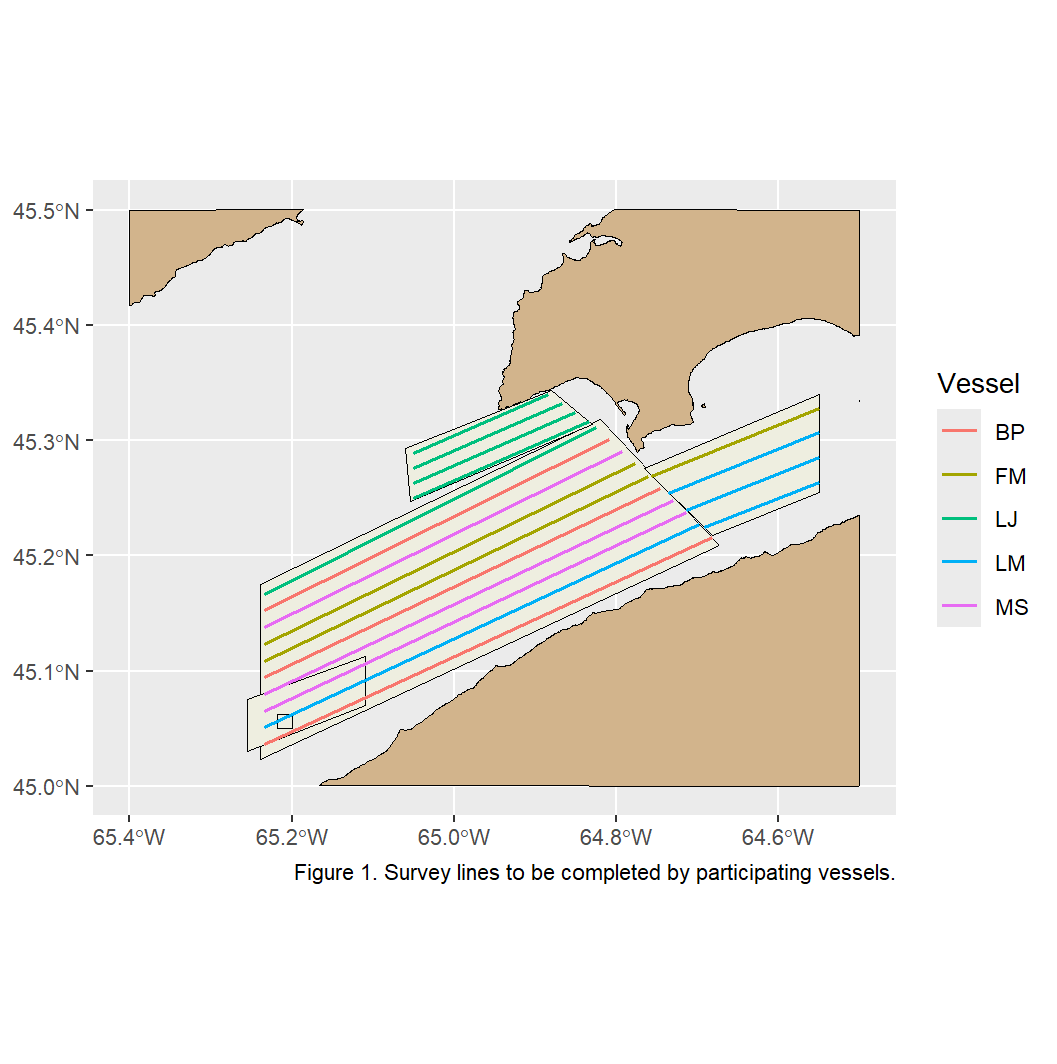 45.5°N
45.4°N
45.3°N
45.2°N
45.1°N
45.0°N
65.4°W 65.2°W 65.0°W 64.8°W 64.6°W
Figure 1. Survey lines to be completed by participating vessels.
Vessel
BP
FM
LJ
LM
MS